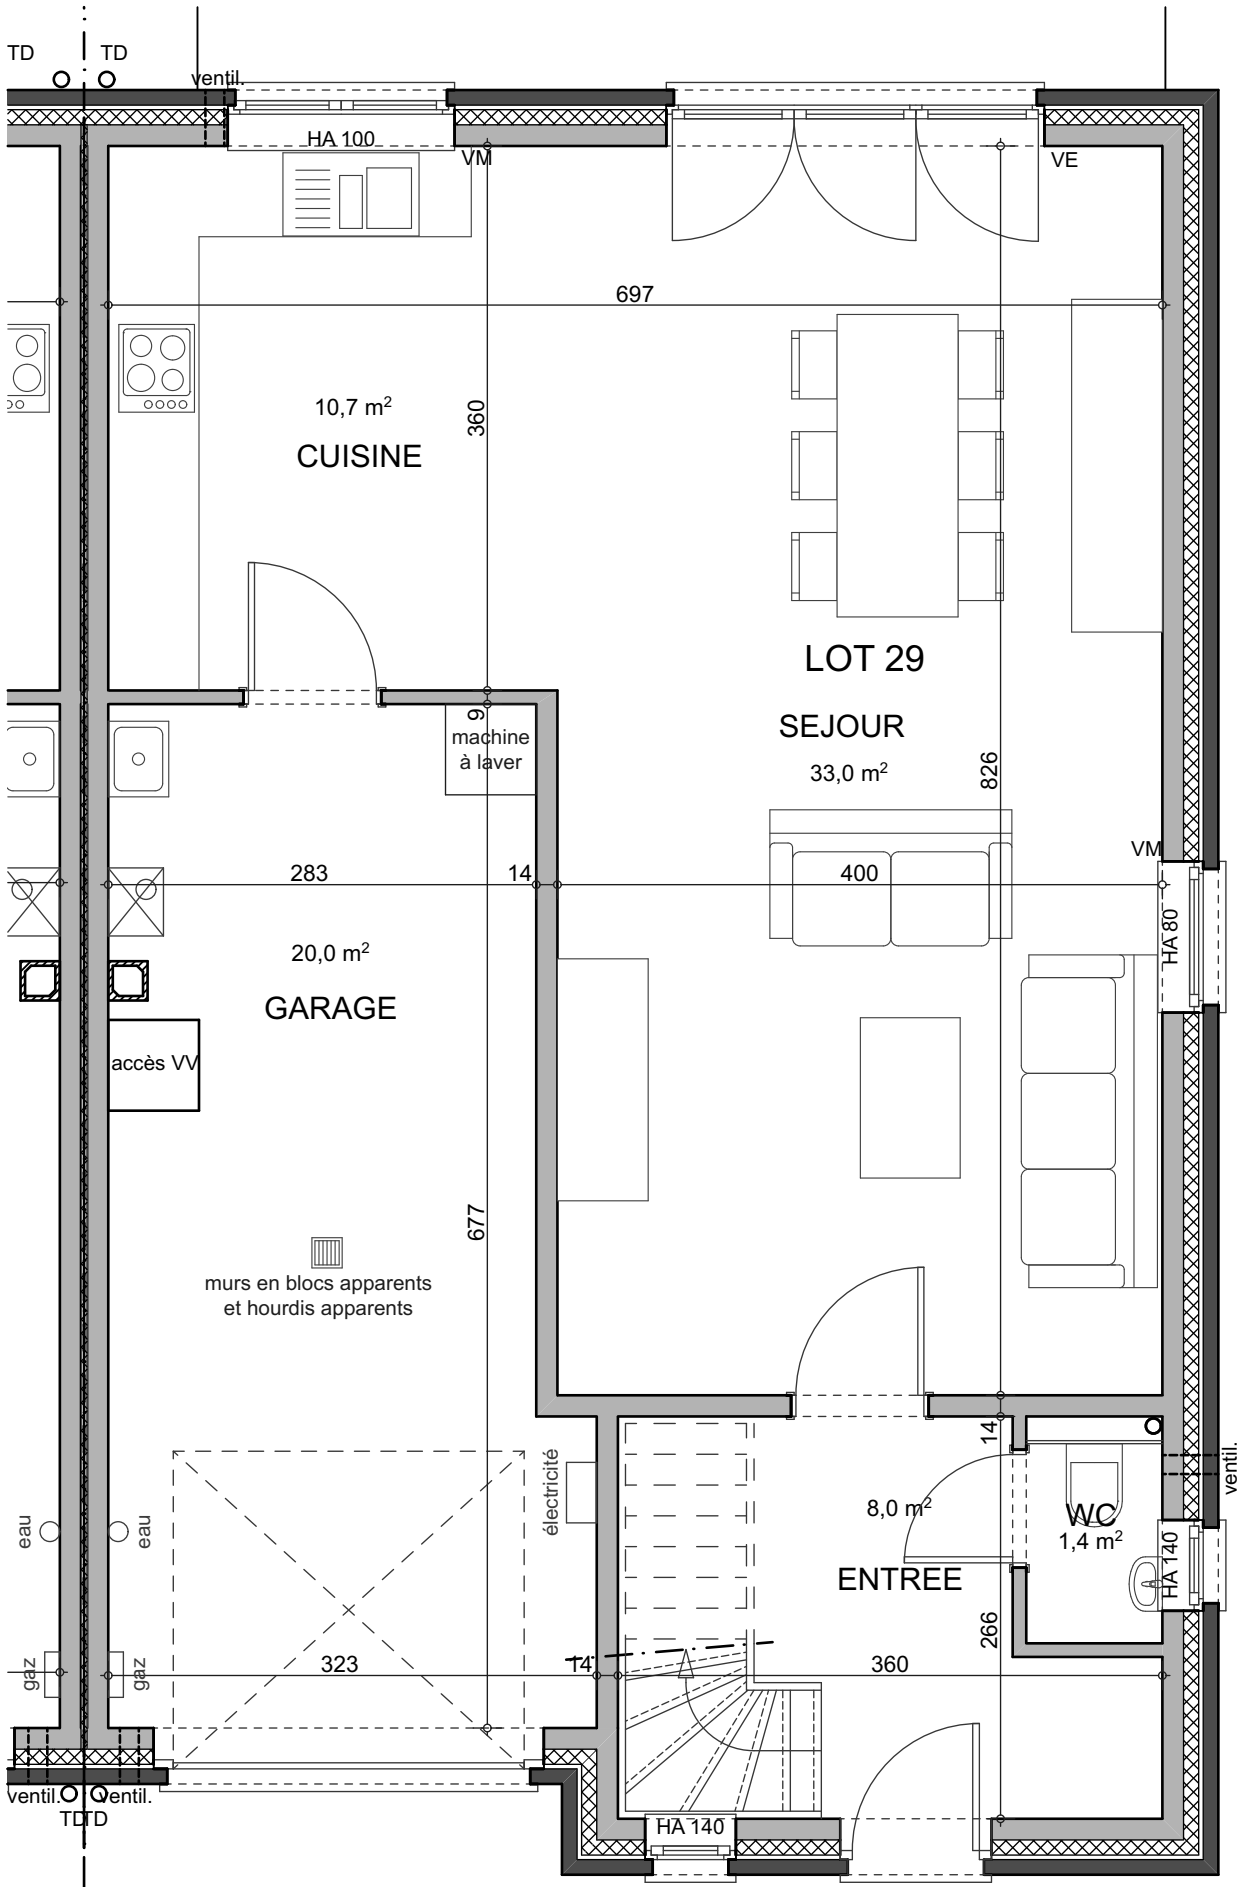 TD
TD
ventil.
HA 100
VM
VE
697
10,7 m²
360
CUISINE
LOT 29
SEJOUR
33,0 m²
826
9
machine
à laver
VM
283
14
400
HA 80
20,0 m²
GARAGE
accès VV
677
murs en blocs apparents
et hourdis apparents
électricité
14
ventil.
eau
eau
8,0 m²
WC
1,4 m²
HA 140
ENTREE
266
gaz
gaz
323
14
360
ventil.
ventil.
TD
TD
HA 140